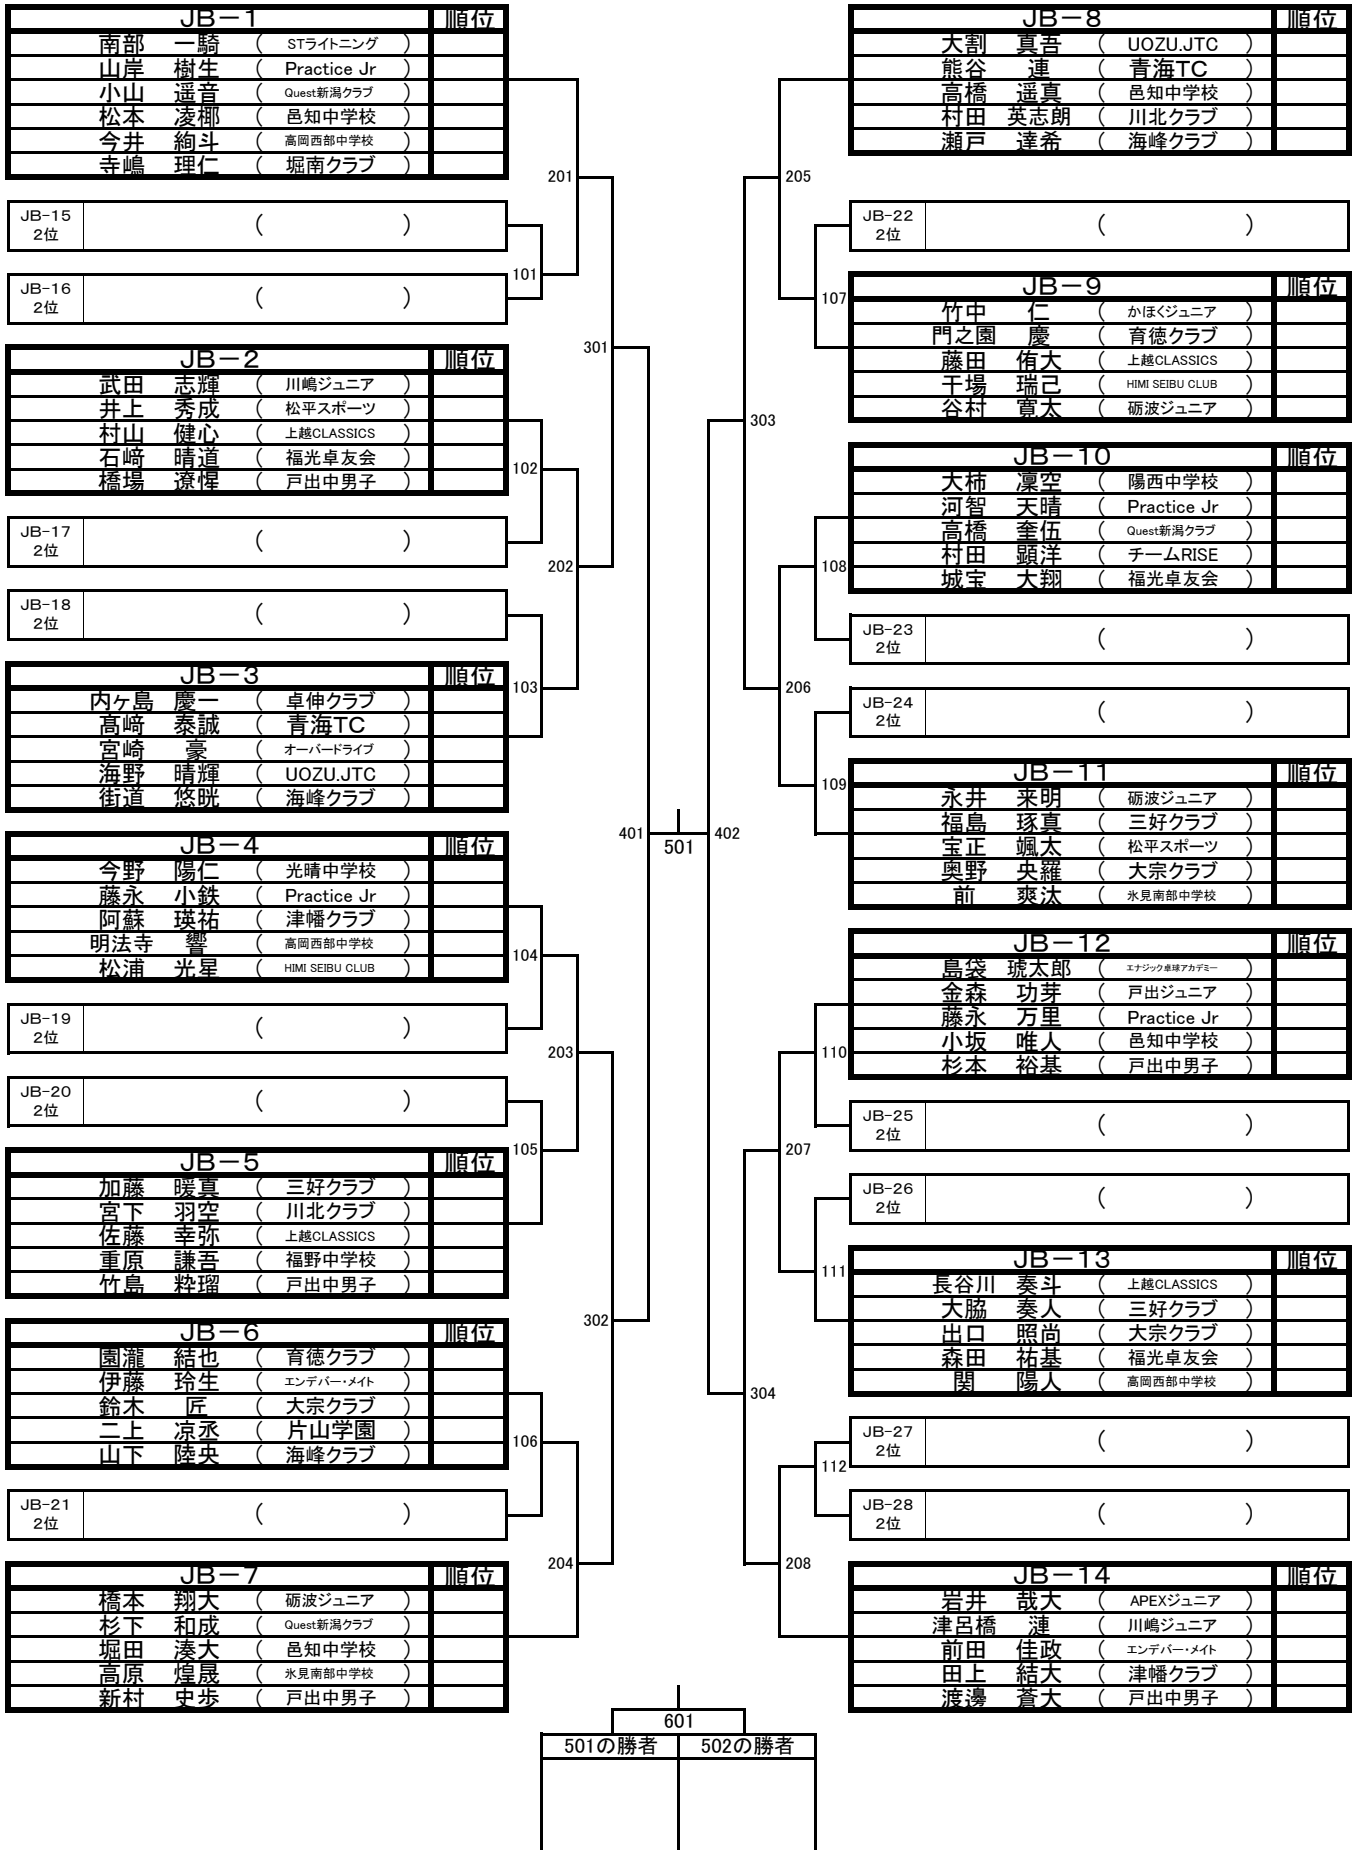 JB－1 順位
南部　一騎 （ STライトニング ）
山岸　樹生 （ Practice Jr ）
小山　遥音 （ Quest新潟クラブ ）
松本　凌椰 （ 邑知中学校 ）
今井　絢斗 （ 高岡西部中学校 ）
寺嶋　理仁 （ 堀南クラブ ）
201
JB-15 2位 （　　　）
101
JB-16 2位 （　　　）
301
JB－2 順位
武田　志輝 （ 川嶋ジュニア ）
井上　秀成 （ 松平スポーツ ）
村山　健心 （ 上越CLASSICS ）
石﨑　晴道 （ 福光卓友会 ）
橋場　遼惺 （ 戸出中男子 ）
102
JB-17 2位 （　　　）
202
JB-18 2位 （　　　）
JB－3 順位
103
内ヶ島　慶一 （ 卓伸クラブ ）
髙﨑　泰誠 （ 青海TC ）
宮崎　豪 （ オーバードライブ ）
海野　晴輝 （ UOZU.JTC ）
街道　悠晄 （ 海峰クラブ ）
401
501
402
JB－4 順位
今野　陽仁 （ 光晴中学校 ）
藤永　小鉄 （ Practice Jr ）
阿蘇　瑛祐 （ 津幡クラブ ）
明法寺　響 （ 高岡西部中学校 ）
松浦　光星 （ HIMI SEIBU CLUB ）
104
JB-19 2位 （　　　）
203
JB-20 2位 （　　　）
105
JB－5 順位
加藤　暖真 （ 三好クラブ ）
宮下　羽空 （ 川北クラブ ）
佐藤　幸弥 （ 上越CLASSICS ）
重原　謙吾 （ 福野中学校 ）
竹島　粋瑠 （ 戸出中男子 ）
302
JB－6 順位
園瀧　結也 （ 育徳クラブ ）
伊藤　玲生 （ エンデバー・メイト ）
鈴木　匠 （ 大宗クラブ ）
二上　凉丞 （ 片山学園 ）
山下　陸央 （ 海峰クラブ ）
106
JB-21 2位 （　　　）
204
JB－7 順位
橋本　翔大 （ 砺波ジュニア ）
杉下　和成 （ Quest新潟クラブ ）
堀田　湊大 （ 邑知中学校 ）
高原　煌晟 （ 氷見南部中学校 ）
新村　史歩 （ 戸出中男子 ）
JB－8 順位
大割　真吾 （ UOZU.JTC ）
熊谷　連 （ 青海TC ）
高橋　遥真 （ 邑知中学校 ）
村田　英志朗 （ 川北クラブ ）
瀬戸　達希 （ 海峰クラブ ）
205
JB-22 2位 （　　　）
107
JB－9 順位
竹中　仁 （ かほくジュニア ）
門之園　慶 （ 育徳クラブ ）
藤田　侑大 （ 上越CLASSICS ）
干場　瑞己 （ HIMI SEIBU CLUB ）
谷村　寛太 （ 砺波ジュニア ）
303
JB－10 順位
大柿　凜空 （ 陽西中学校 ）
河智　天晴 （ Practice Jr ）
高橋　奎伍 （ Quest新潟クラブ ）
村田　顕洋 （ チームRISE ）
城宝　大翔 （ 福光卓友会 ）
108
JB-23 2位 （　　　）
206
JB-24 2位 （　　　）
109
JB－11 順位
永井　来明 （ 砺波ジュニア ）
福島　琢真 （ 三好クラブ ）
宝正　颯太 （ 松平スポーツ ）
奥野　央羅 （ 大宗クラブ ）
前　爽汰 （ 氷見南部中学校 ）
JB－12 順位
島袋　琥太郎 （ エナジック卓球アカデミー ）
金森　功芽 （ 戸出ジュニア ）
藤永　万里 （ Practice Jr ）
小坂　唯人 （ 邑知中学校 ）
杉本　裕基 （ 戸出中男子 ）
110
JB-25 2位 （　　　）
207
JB-26 2位 （　　　）
111
JB－13 順位
長谷川　奏斗 （ 上越CLASSICS ）
大脇　奏人 （ 三好クラブ ）
出口　照尚 （ 大宗クラブ ）
森田　祐基 （ 福光卓友会 ）
関　陽人 （ 高岡西部中学校 ）
304
JB-27 2位 （　　　）
112
JB-28 2位 （　　　）
208
JB－14 順位
岩井　哉大 （ APEXジュニア ）
津呂橋　漣 （ 川嶋ジュニア ）
前田　佳政 （ エンデバー・メイト ）
田上　結大 （ 津幡クラブ ）
渡邊　蒼大 （ 戸出中男子 ）
601
501の勝者 502の勝者